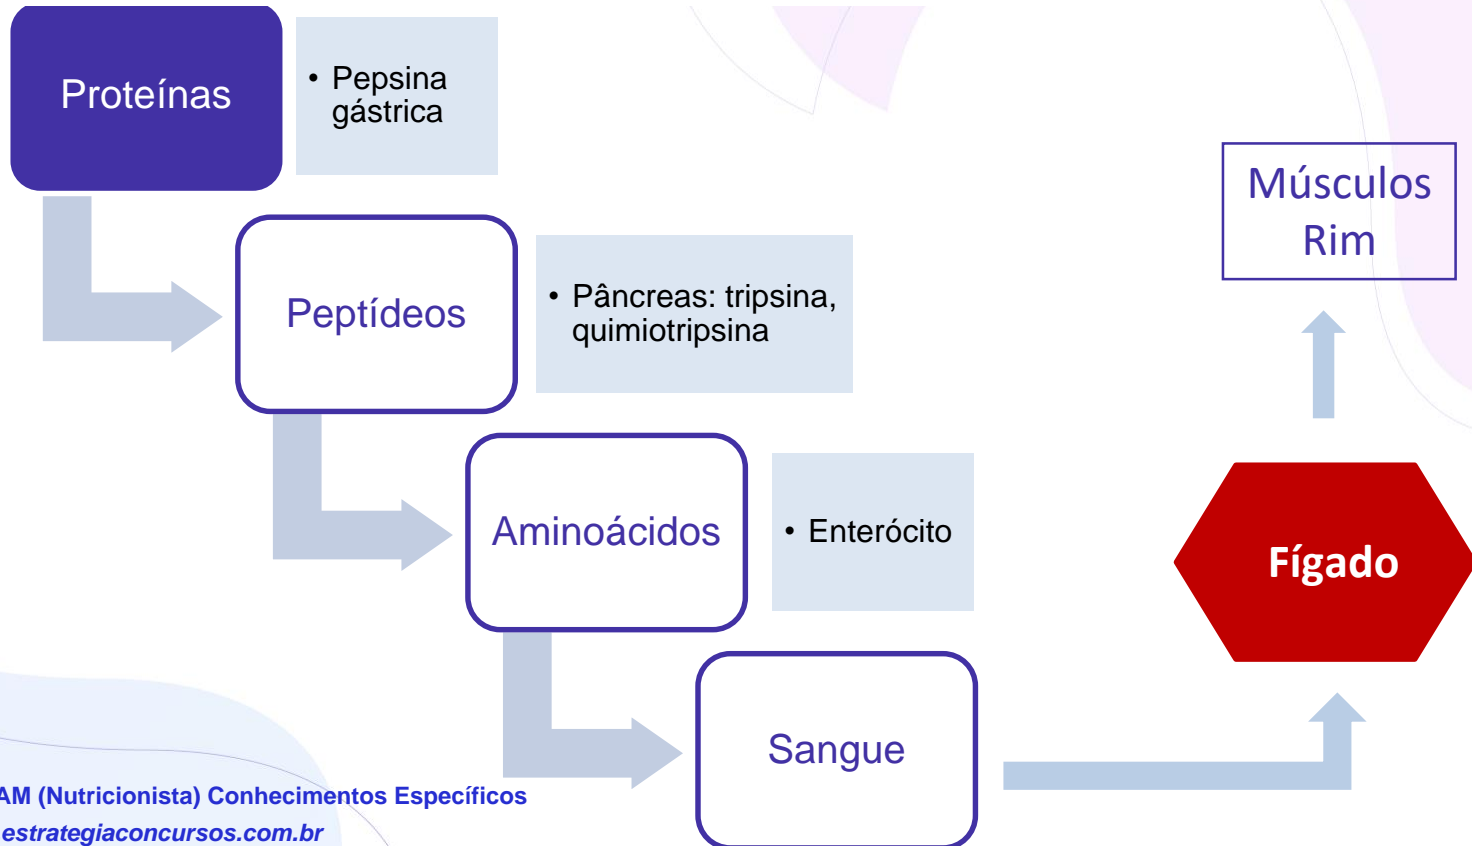 Proteínas
• Pepsina
gástrica
Músculos
Rim
Peptídeos
• Pâncreas: tripsina,
quimiotripsina
Aminoácidos
• Enterócito
Fígado
Sangue
AM (Nutricionista) Conhecimentos Específicos
estrategiaconcursos.com.br